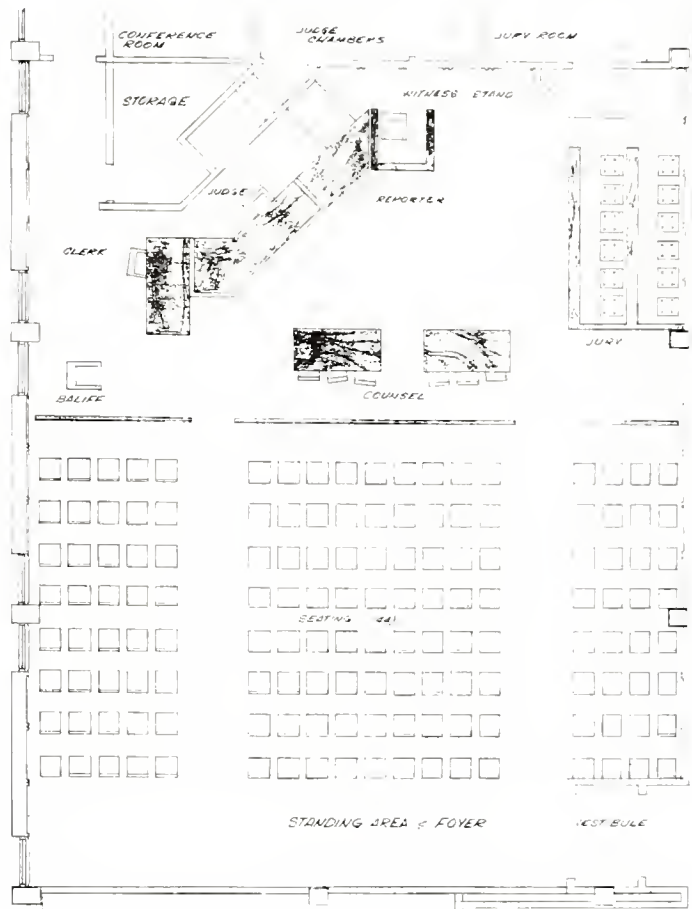 CONFERENCE
ROOM
JUDGE
CHAMBERS
JURY ROOM
STORAGE
WITNESS STAND
JUDGE
REPORTER
CLERK
JURY
BALIFF
COUNSEL
SEATING 144
STANDING AREA & FOYER
VESTIBULE